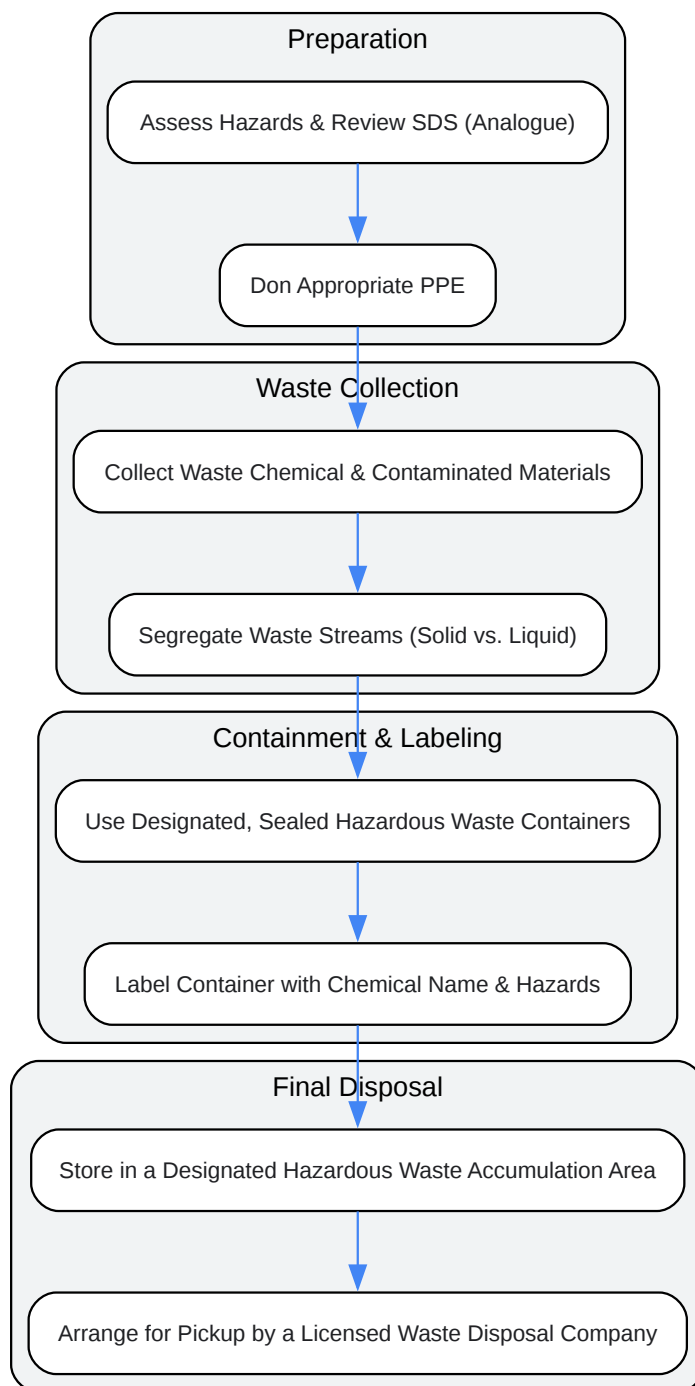 Preparation
Assess Hazards & Review SDS (Analogue)
Don Appropriate PPE
Waste Collection
Collect Waste Chemical & Contaminated Materials
Segregate Waste Streams (Solid vs. Liquid)
Containment & Labeling
Use Designated, Sealed Hazardous Waste Containers
Label Container with Chemical Name & Hazards
Final Disposal
Store in a Designated Hazardous Waste Accumulation Area
Arrange for Pickup by a Licensed Waste Disposal Company